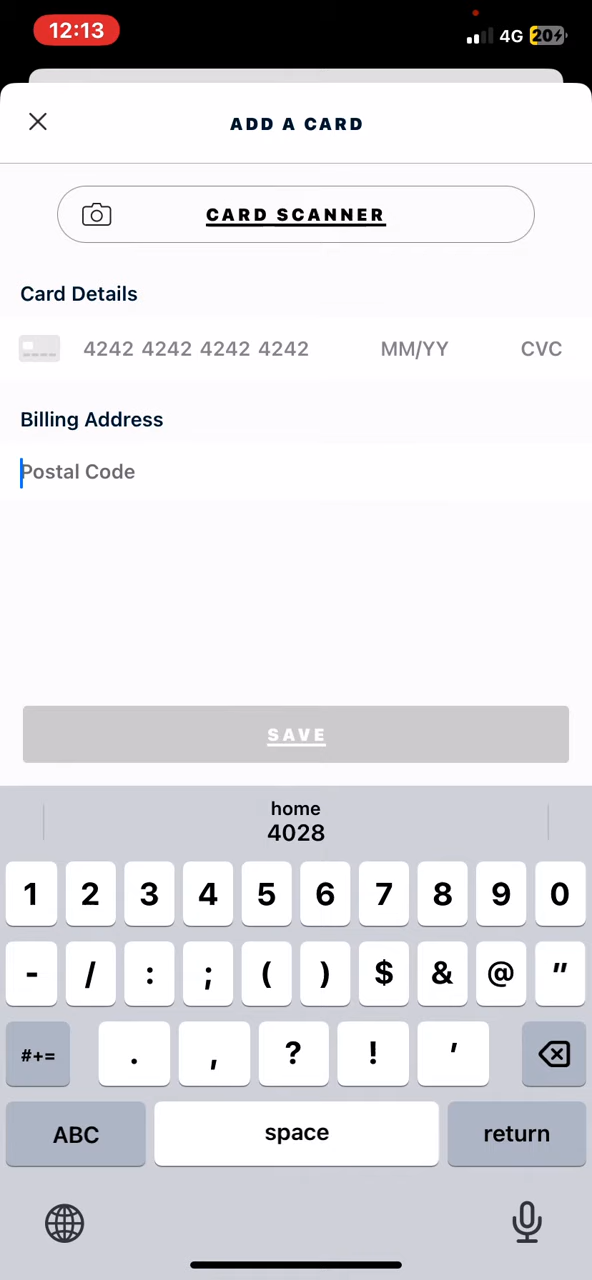 12:13
4G 20
ADD A CARD
CARD SCANNER
Card Details
4242 4242 4242 4242 MM/YY CVC
Billing Address
Postal Code
SAVE
home
4028
1 2 3 4 5 6 7 8 9 0
- / : ; ( ) $ & @ "
#+= . , ? ! '
ABC space return